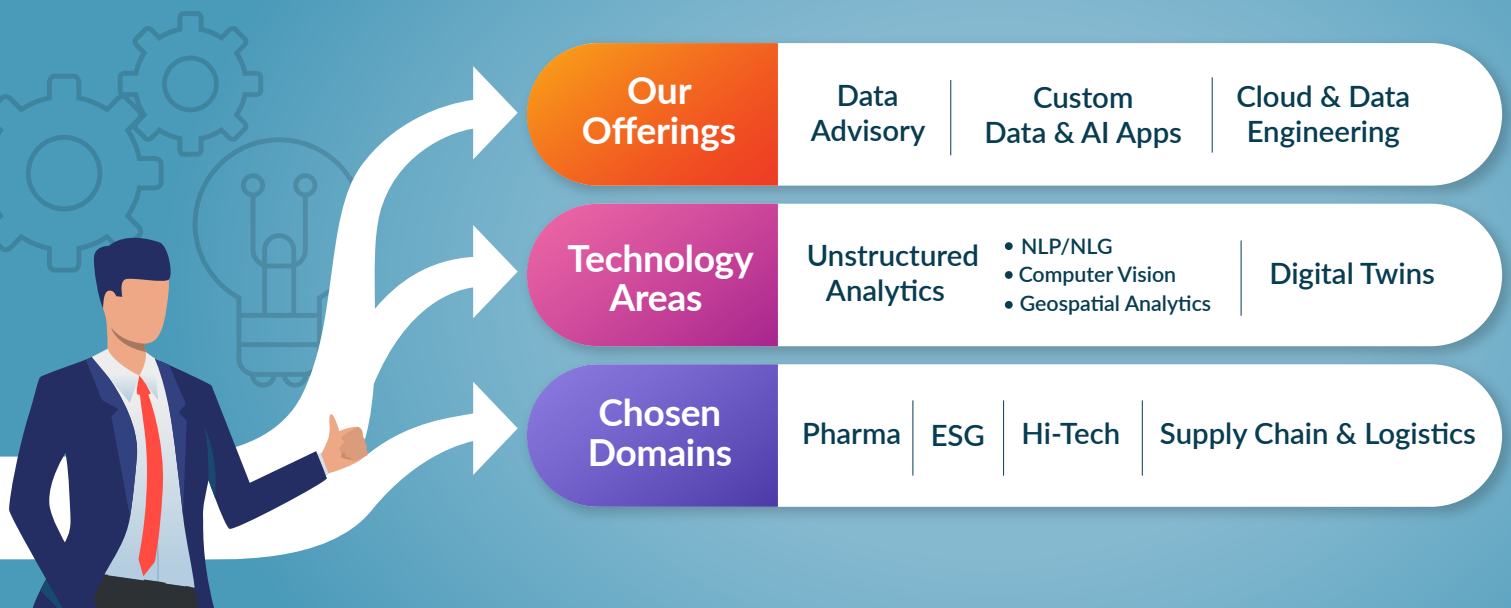 Our
Offerings
Data
Advisory
Custom
Data & AI Apps
Cloud & Data
Engineering
Technology
Areas
Unstructured
Analytics
• NLP/NLG
• Computer Vision
• Geospatial Analytics
Digital Twins
Chosen
Domains
Pharma
ESG
Hi-Tech
Supply Chain & Logistics